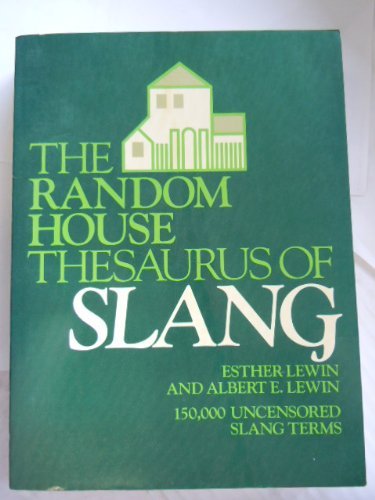 THE
RANDOM
HOUSE
THESAURUS OF
SLANG
ESTHER LEWIN
AND ALBERT E. LEWIN
150,000 UNCENSORED
SLANG TERMS